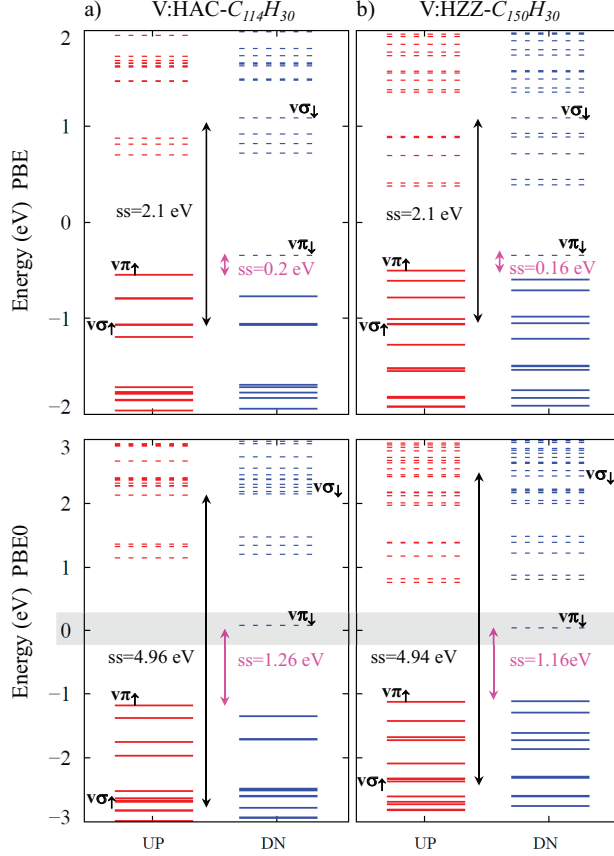 a) V:HAC-C114H30
b) V:HZZ-C150H30
Energy (eV) PBE
2
1
0
−1
−2
vσ↓
ss=2.1 eV
vπ↑
vπ↓
ss=0.2 eV
vσ↑
vσ↓
ss=2.1 eV
vπ↑
vπ↓
ss=0.16 eV
vσ↑
Energy (eV) PBE0
3
2
1
0
−1
−2
−3
vσ↓
vπ↓
ss=4.96 eV
ss=1.26 eV
vπ↑
vσ↑
vσ↓
vπ↓
ss=4.94 eV
ss=1.16eV
vπ↑
vσ↑
UP
DN
UP
DN